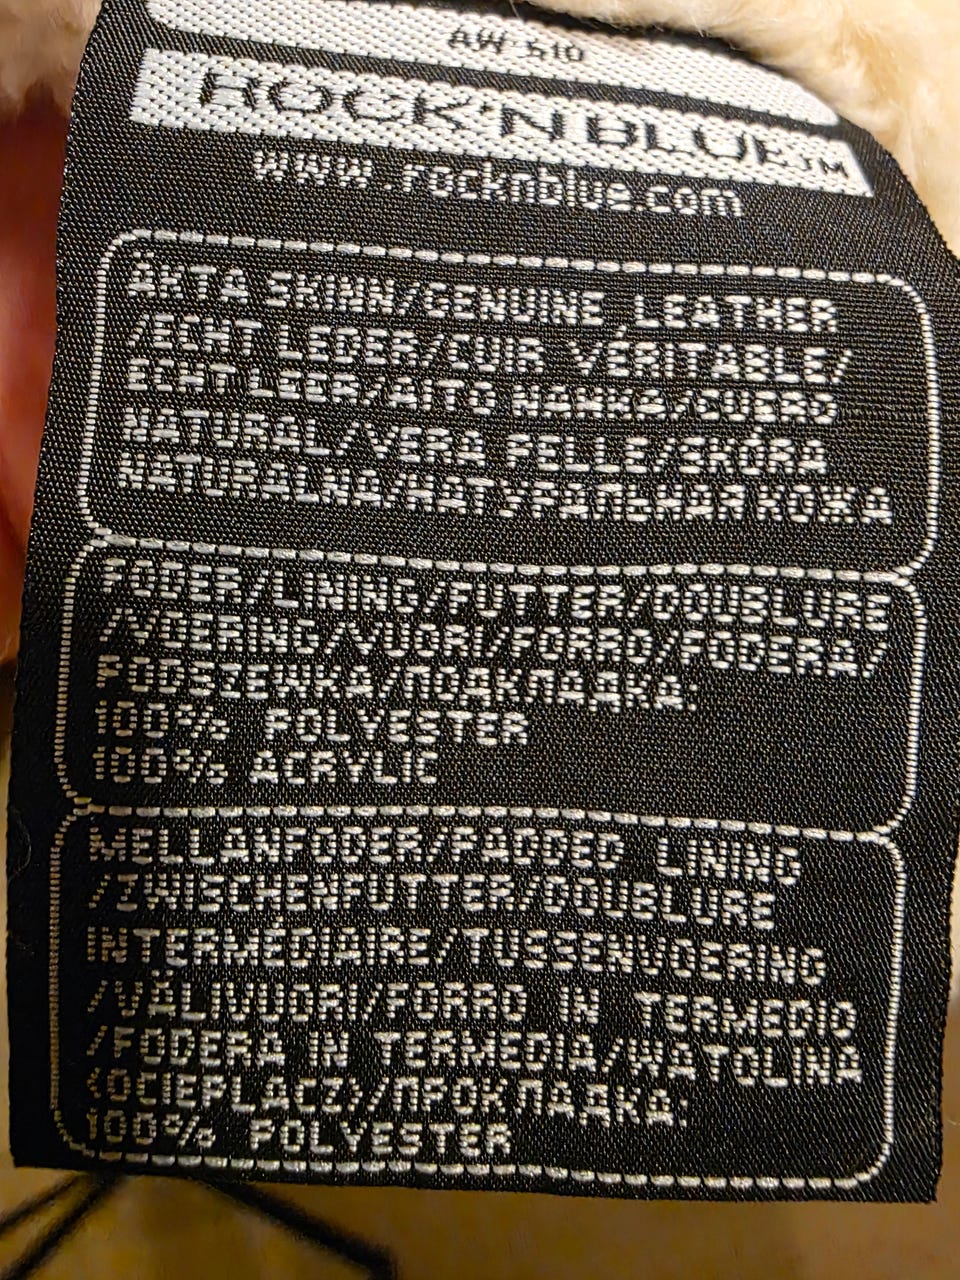 AW 510
ROCK'N BLUE™
www.rocknblue.com
ÄKTA SKINN/GENUINE LEATHER
/ECHT LEDER/CUIR VÉRITABLE/
ECHT LEER/AITO NAHKA/CUERO
NATURAL/VERA PELLE/SKÓRA
NATURALNA/НАТУРАЛЬНАЯ КОЖА
FODER/LINING/FUTTER/DOUBLURE
/VOERING/VUORI/FORRO/FODERA/
PODSZEWKA/ПОДКЛАДКА:
100% POLYESTER
100% ACRYLIC
MELLANFODER/PADDED LINING
/ZWISCHENFUTTER/DOUBLURE
INTERMÉDIAIRE/TUSSENVOERING
/VÄLIVUORI/FORRO IN TERMEDIO
/FODERA IN TERMEDIA/WATOLINA
(OCIEPLACZ)/ПРОКЛАДКА:
100% POLYESTER